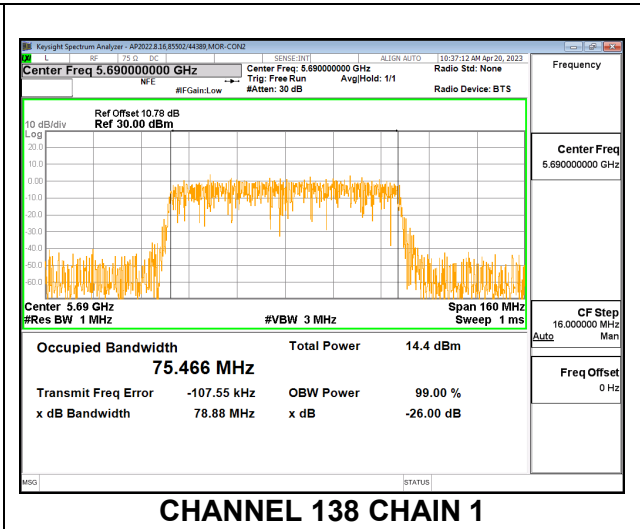 Keysight Spectrum Analyzer - AP2022.8.16,85502/44389,MOR-CON2
L RF 75 Ω DC SENSE:INT ALIGN AUTO 10:37:12 AM Apr 20, 2023
Center Freq 5.690000000 GHz
NFE
#IFGain:Low
Center Freq: 5.690000000 GHz
Trig: Free Run Avg|Hold: 1/1
#Atten: 30 dB
Radio Std: None
Radio Device: BTS
Frequency
Ref Offset 10.78 dB
10 dB/div Ref 30.00 dBm
Log
20.0
10.0
0.00
-10.0
-20.0
-30.0
-40.0
-50.0
-60.0
Center Freq
5.690000000 GHz
Center 5.69 GHz Span 160 MHz
#Res BW 1 MHz #VBW 3 MHz Sweep 1 ms
CF Step
16.000000 MHz
Auto Man
Freq Offset
0 Hz
Occupied Bandwidth Total Power 14.4 dBm
75.466 MHz
Transmit Freq Error -107.55 kHz OBW Power 99.00 %
x dB Bandwidth 78.88 MHz x dB -26.00 dB
MSG STATUS
CHANNEL 138 CHAIN 1